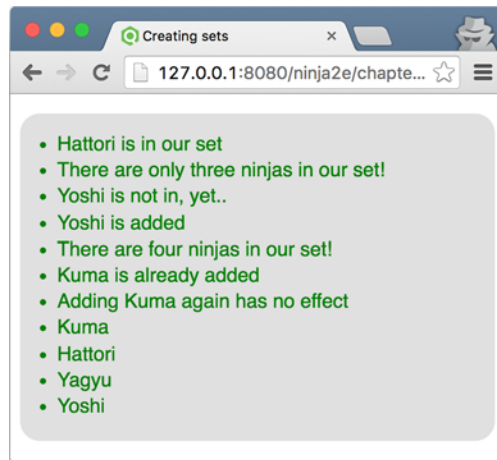 Creating sets
127.0.0.1:8080/ninja2e/chapte...
Hattori is in our set
There are only three ninjas in our set!
Yoshi is not in, yet..
Yoshi is added
There are four ninjas in our set!
Kuma is already added
Adding Kuma again has no effect
Kuma
Hattori
Yagyu
Yoshi